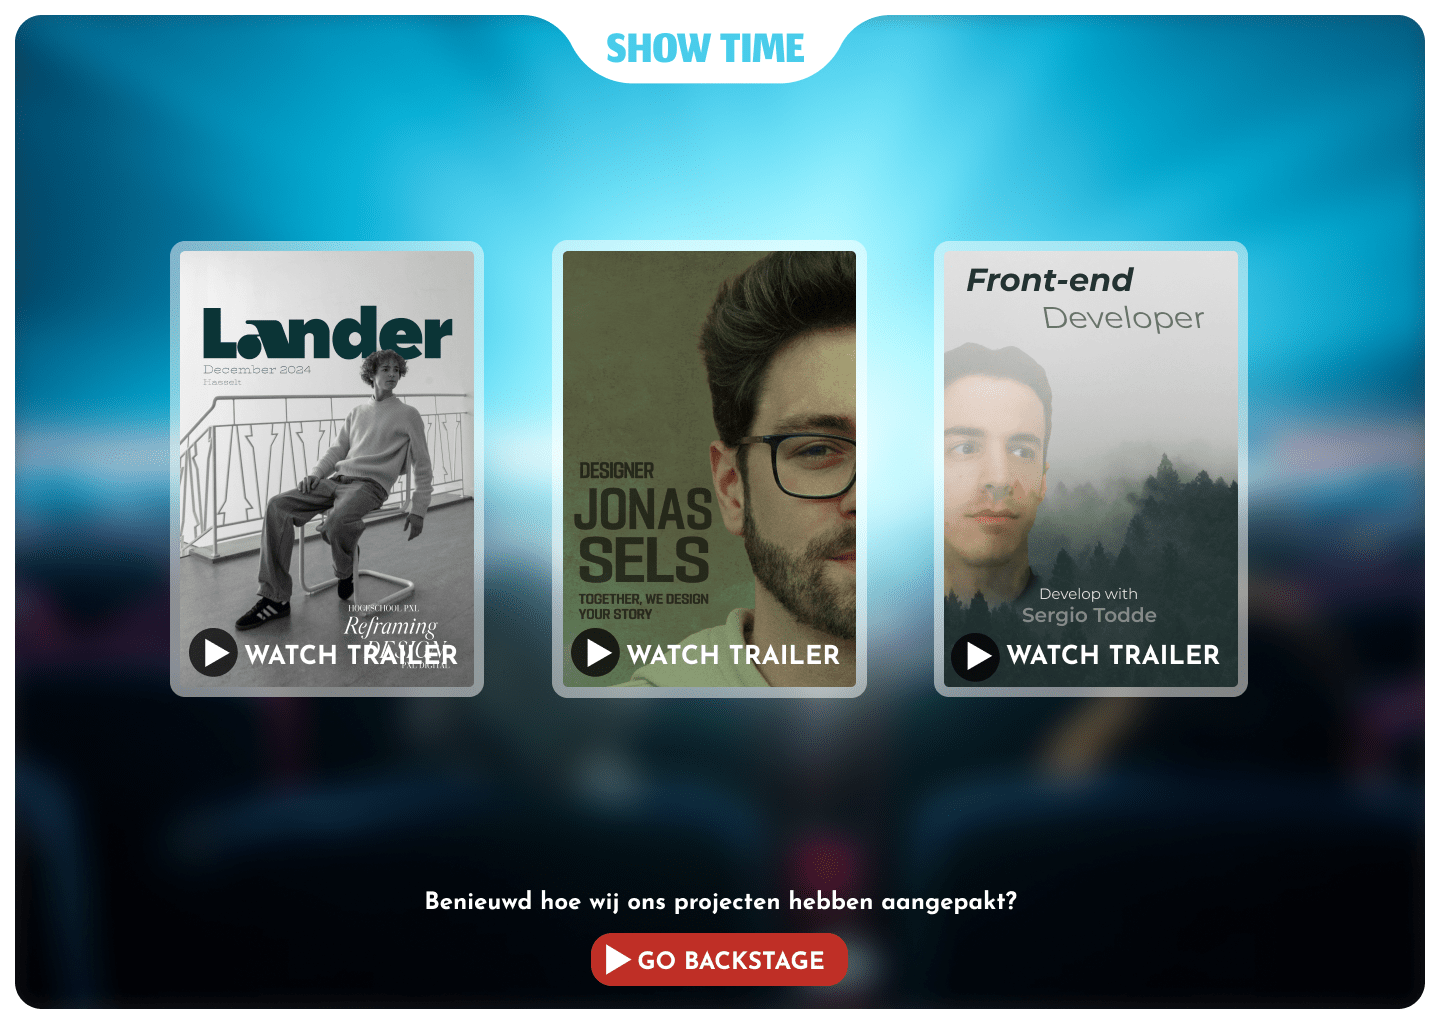 SHOW TIME
Lander
December 2024
Hasselt
HOGESCHOOL PXL
Reframing
DESIGN
PXL DIGITAL
WATCH TRAILER
DESIGNER
JONAS
SELS
TOGETHER, WE DESIGN
YOUR STORY
WATCH TRAILER
Front-end
Developer
Develop with
Sergio Todde
WATCH TRAILER
Benieuwd hoe wij ons projecten hebben aangepakt?
GO BACKSTAGE